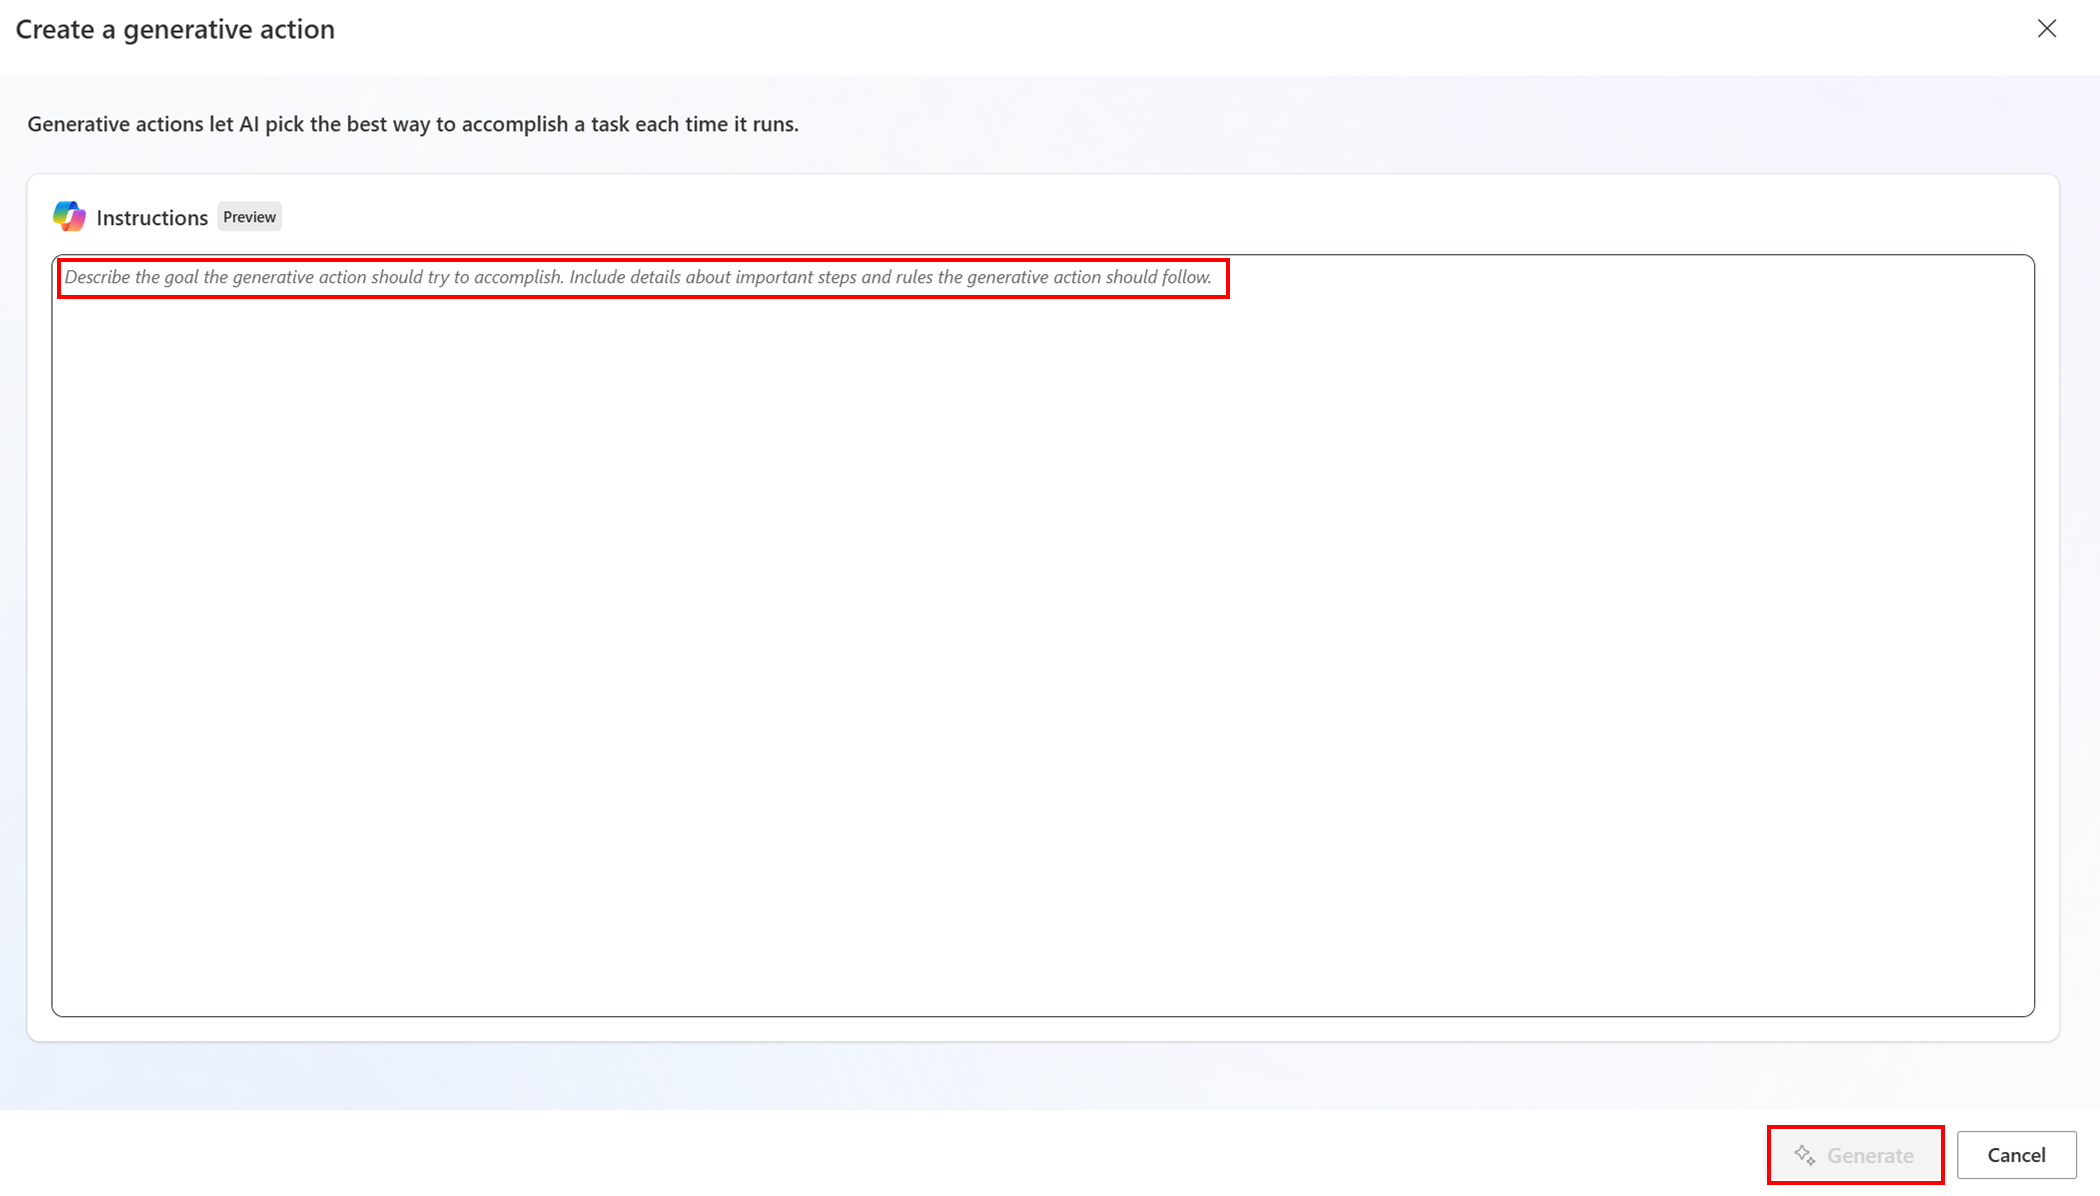 Create a generative action
Generative actions let AI pick the best way to accomplish a task each time it runs.
Instructions Preview
Describe the goal the generative action should try to accomplish. Include details about important steps and rules the generative action should follow.
Generate Cancel